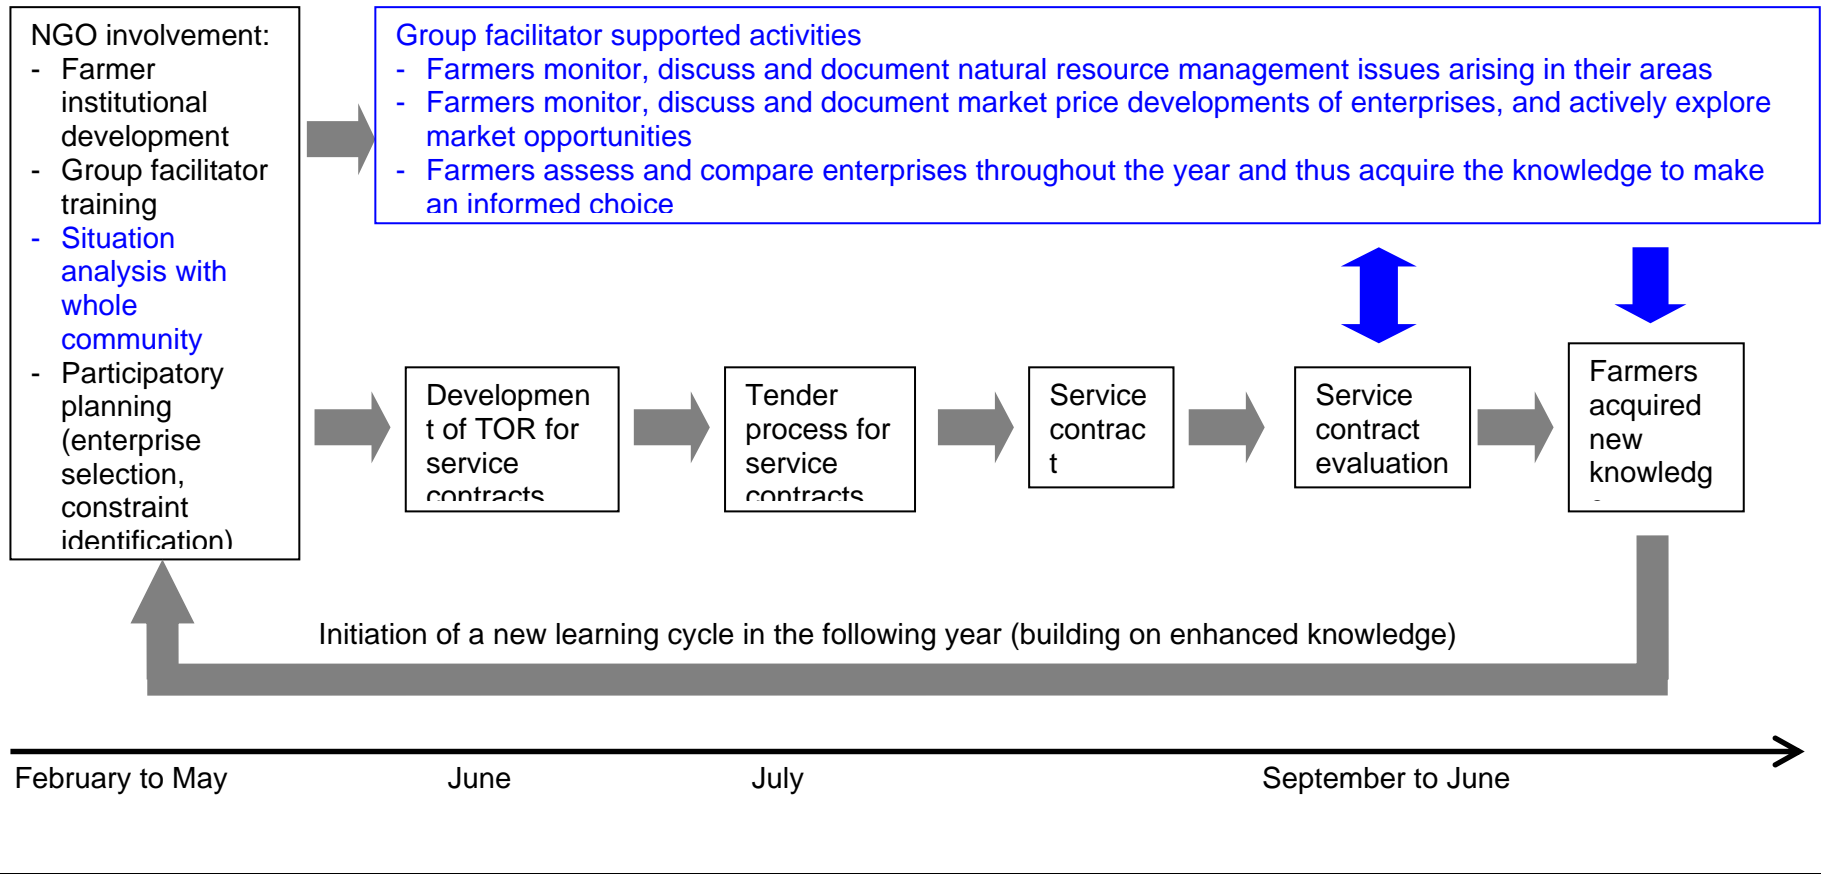 NGO involvement:
- Farmer
institutional
development
- Group facilitator
training
- Situation
analysis with
whole
community
- Participatory
planning
(enterprise
selection,
constraint
identification)
Group facilitator supported activities
- Farmers monitor, discuss and document natural resource management issues arising in their areas
- Farmers monitor, discuss and document market price developments of enterprises, and actively explore
market opportunities
- Farmers assess and compare enterprises throughout the year and thus acquire the knowledge to make
an informed choice
Developmen
t of TOR for
service
contracts
Tender
process for
service
contracts
Service
contrac
t
Service
contract
evaluation
Farmers
acquired
new
knowledg
Initiation of a new learning cycle in the following year (building on enhanced knowledge)
February to May
June
July
September to June